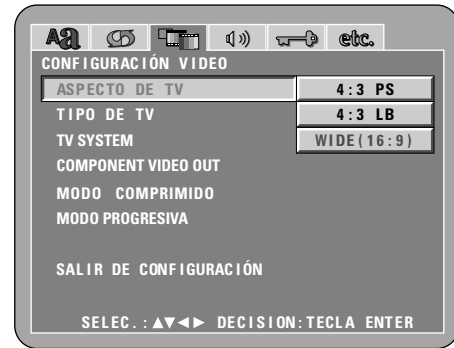 Aa etc.
CONFIGURACIÓN VIDEO
ASPECTO DE TV 4:3 PS
TIPO DE TV 4:3 LB
TV SYSTEM WIDE(16:9)
COMPONENT VIDEO OUT
MODO COMPRIMIDO
MODO PROGRESIVA
SALIR DE CONFIGURACIÓN
SELEC.:▲▼◄► DECISION:TECLA ENTER